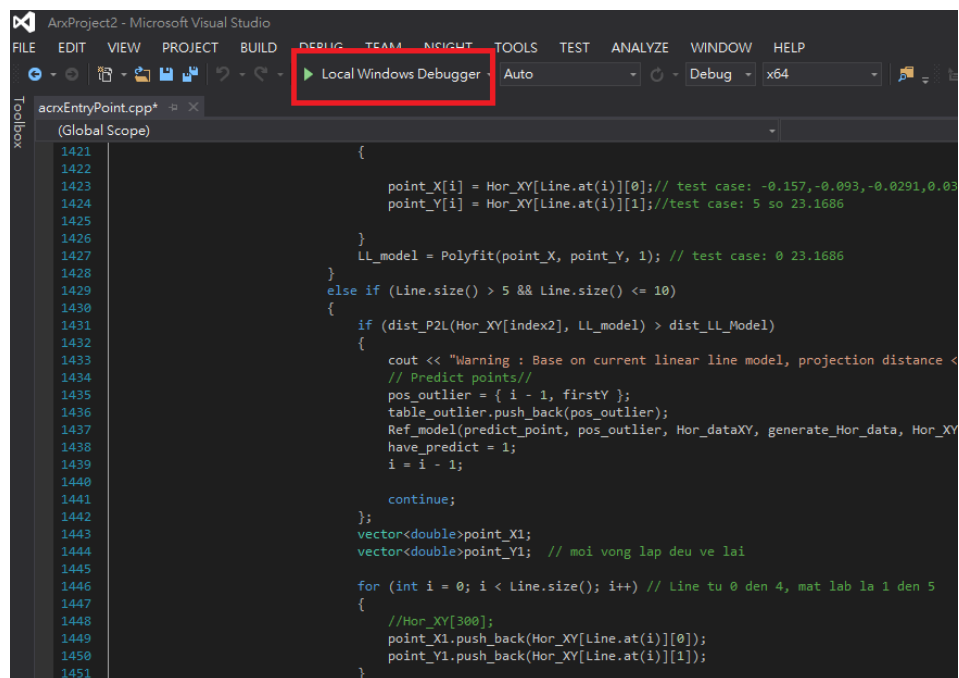 ArxProject2 - Microsoft Visual Studio
FILE EDIT VIEW PROJECT BUILD DEBUG TEAM NSIGHT TOOLS TEST ANALYZE WINDOW HELP
Local Windows Debugger Auto Debug x64
Toolbox
acrxEntryPoint.cpp*
(Global Scope)
1421 {
1422
1423 point_X[i] = Hor_XY[Line.at(i)][0];// test case: -0.157,-0.093,-0.0291,0.03
1424 point_Y[i] = Hor_XY[Line.at(i)][1];//test case: 5 so 23.1686
1425
1426 }
1427 LL_model = Polyfit(point_X, point_Y, 1); // test case: 0 23.1686
1428 }
1429 else if (Line.size() > 5 && Line.size() <= 10)
1430 {
1431 if (dist_P2L(Hor_XY[index2], LL_model) > dist_LL_Model)
1432 {
1433 cout << "Warning : Base on current linear line model, projection distance <
1434 // Predict points//
1435 pos_outlier = { i - 1, firstY };
1436 table_outlier.push_back(pos_outlier);
1437 Ref_model(predict_point, pos_outlier, Hor_dataXY, generate_Hor_data, Hor_XY
1438 have_predict = 1;
1439 i = i - 1;
1440
1441 continue;
1442 };
1443 vector<double>point_X1;
1444 vector<double>point_Y1; // moi vong lap deu ve lai
1445
1446 for (int i = 0; i < Line.size(); i++) // Line tu 0 den 4, mat lab la 1 den 5
1447 {
1448 //Hor_XY[300];
1449 point_X1.push_back(Hor_XY[Line.at(i)][0]);
1450 point_Y1.push_back(Hor_XY[Line.at(i)][1]);
1451 }